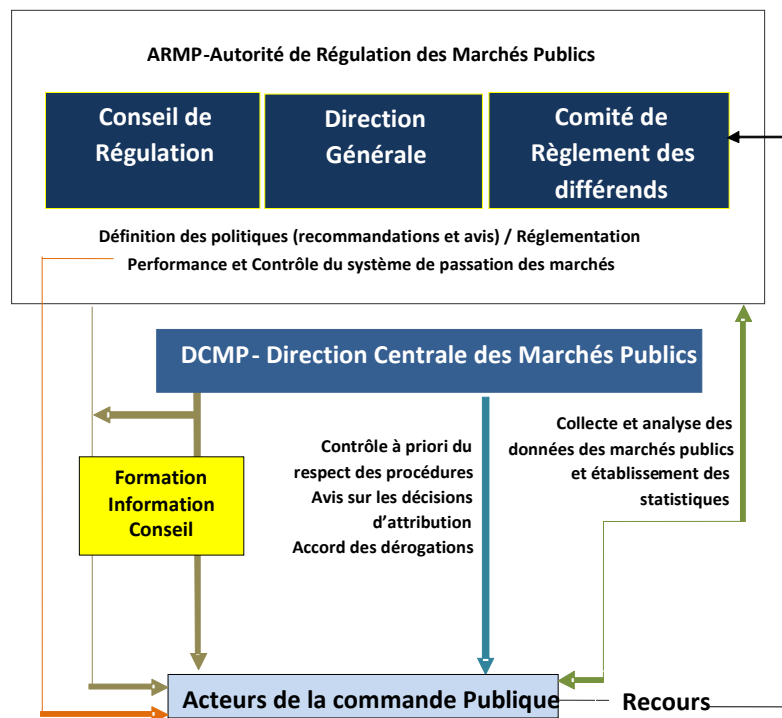 ARMP-Autorité de Régulation des Marchés Publics
Conseil de
Régulation
Direction
Générale
Comité de
Règlement des
différends
Définition des politiques (recommandations et avis) / Réglementation
Performance et Contrôle du système de passation des marchés
DCMP- Direction Centrale des Marchés Publics
Formation
Information
Conseil
Contrôle à priori du
respect des procédures
Avis sur les décisions
d’attribution
Accord des dérogations
Collecte et analyse des
données des marchés publics
et établissement des
statistiques
Acteurs de la commande Publique
Recours